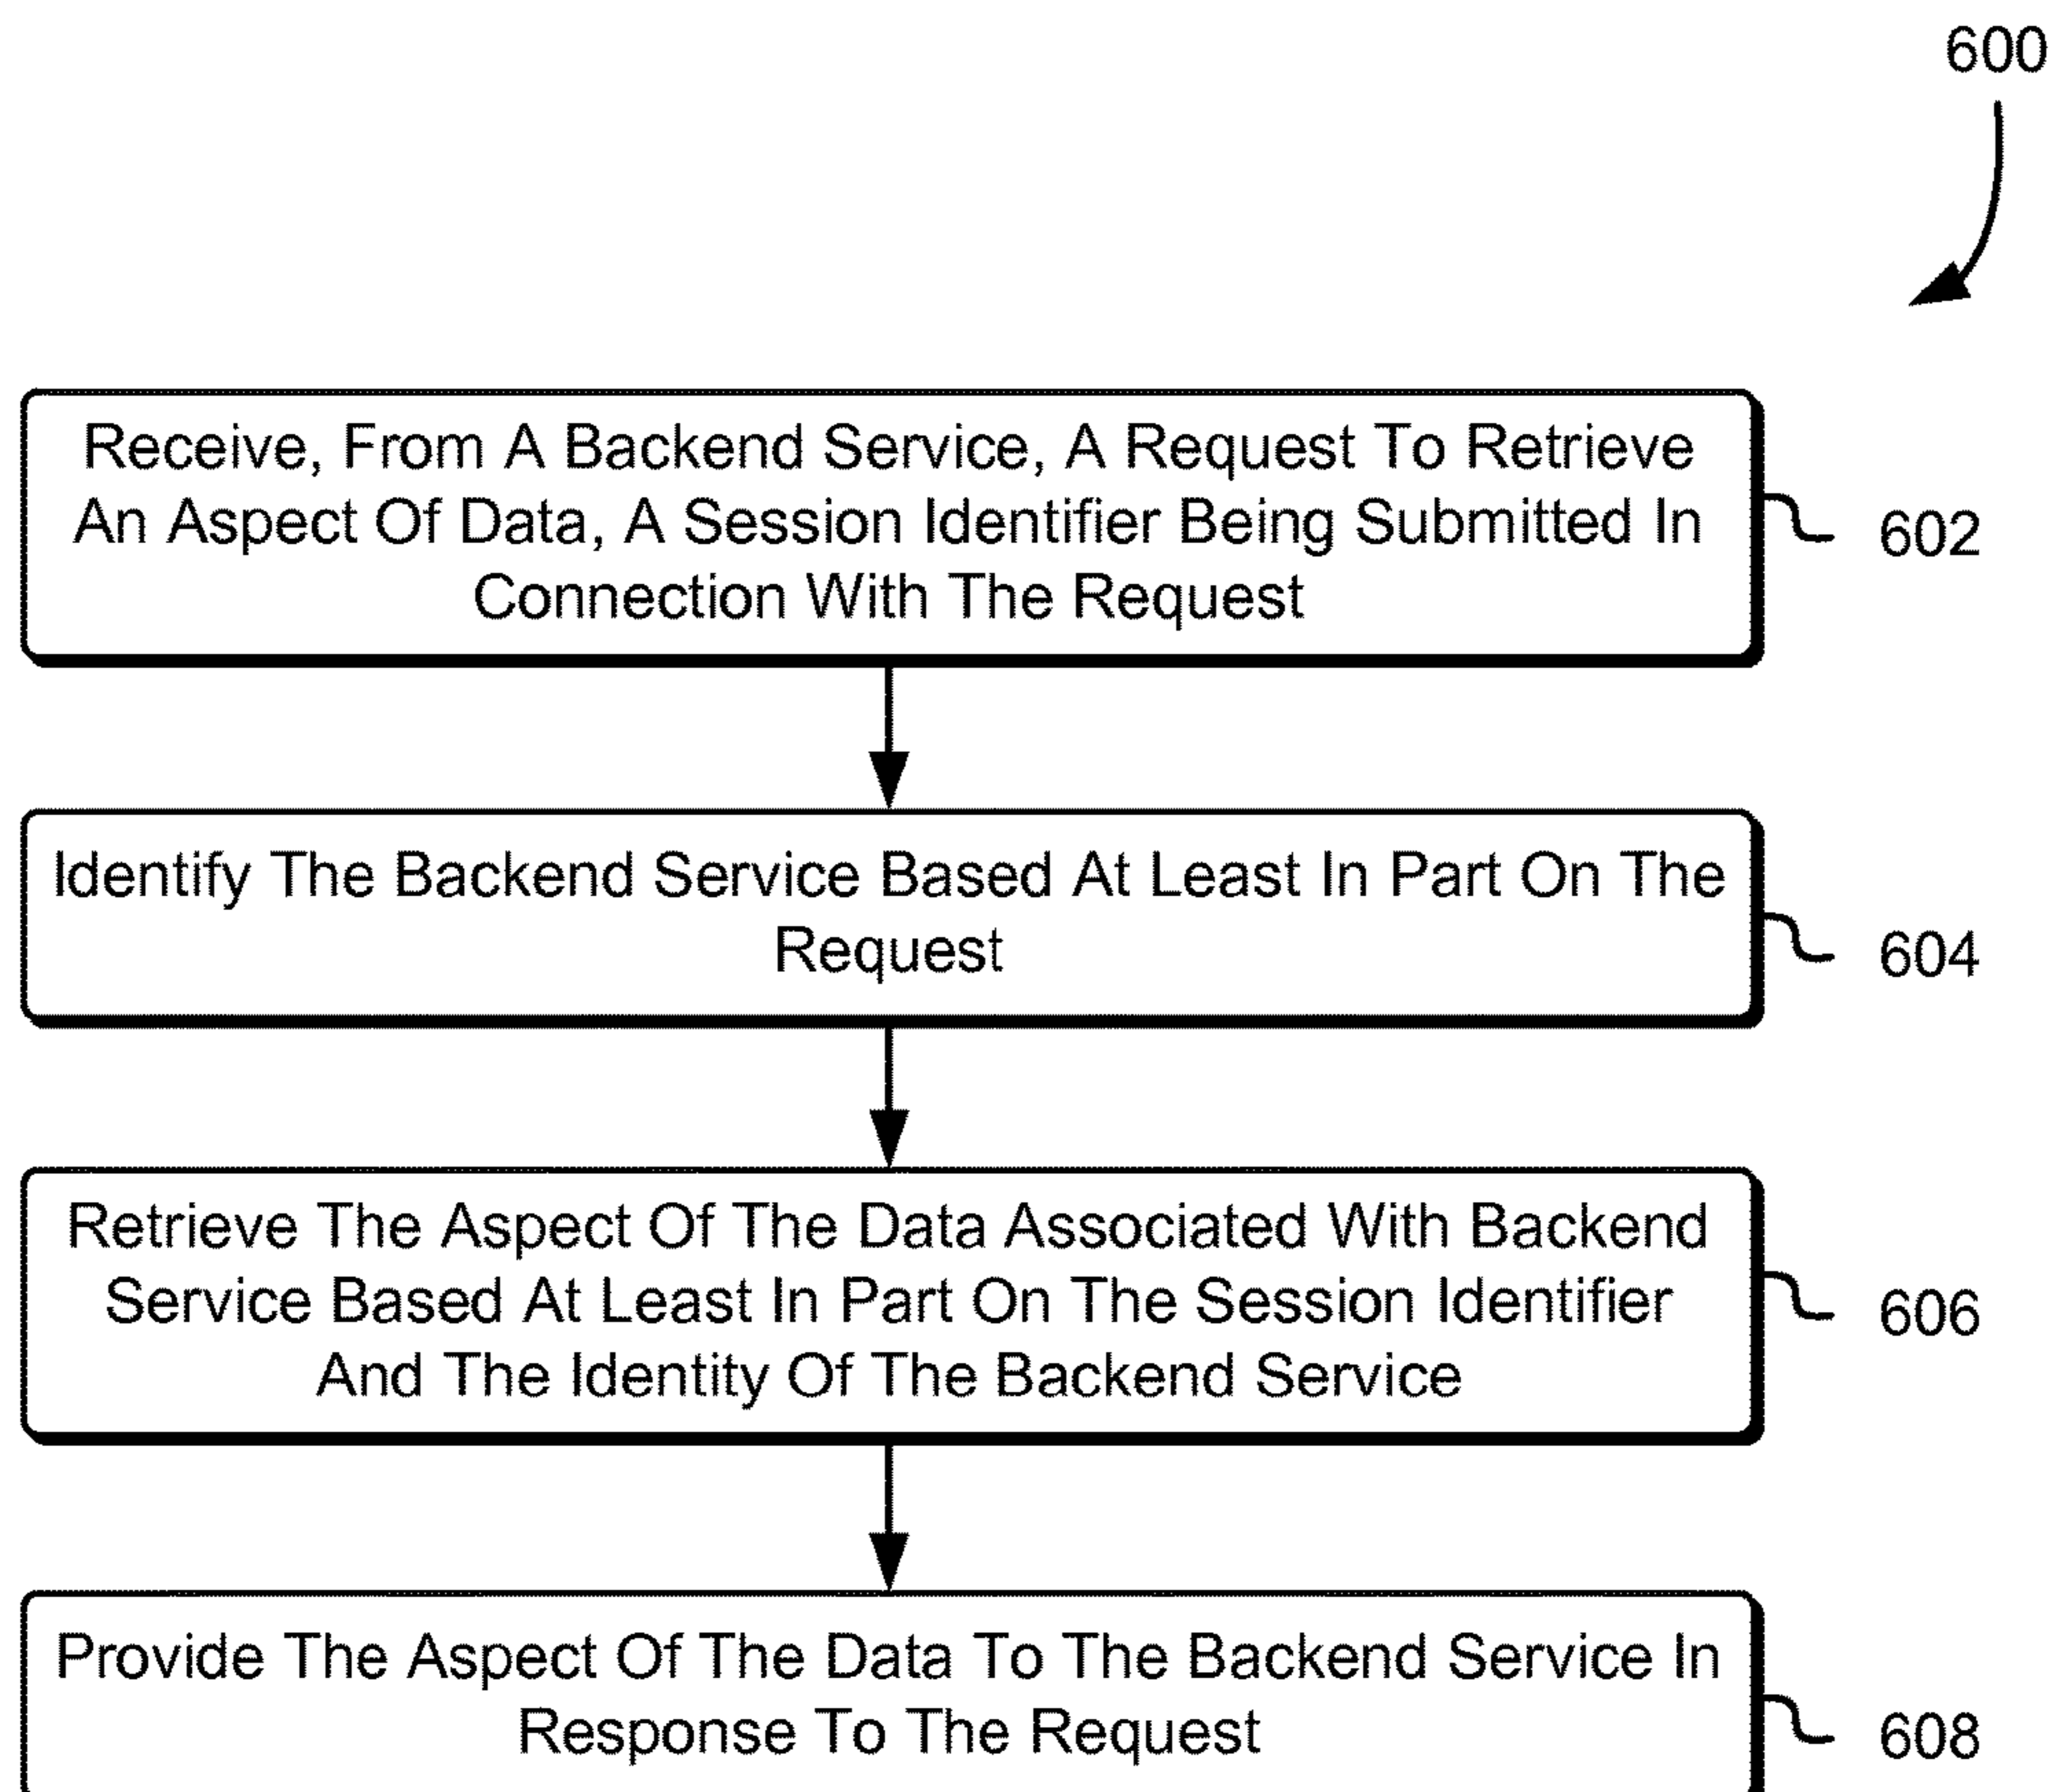 600
Receive, From A Backend Service, A Request To Retrieve
An Aspect Of Data, A Session Identifier Being Submitted In
Connection With The Request
602
Identify The Backend Service Based At Least In Part On The
Request
604
Retrieve The Aspect Of The Data Associated With Backend
Service Based At Least In Part On The Session Identifier
And The Identity Of The Backend Service
606
Provide The Aspect Of The Data To The Backend Service In
Response To The Request
608